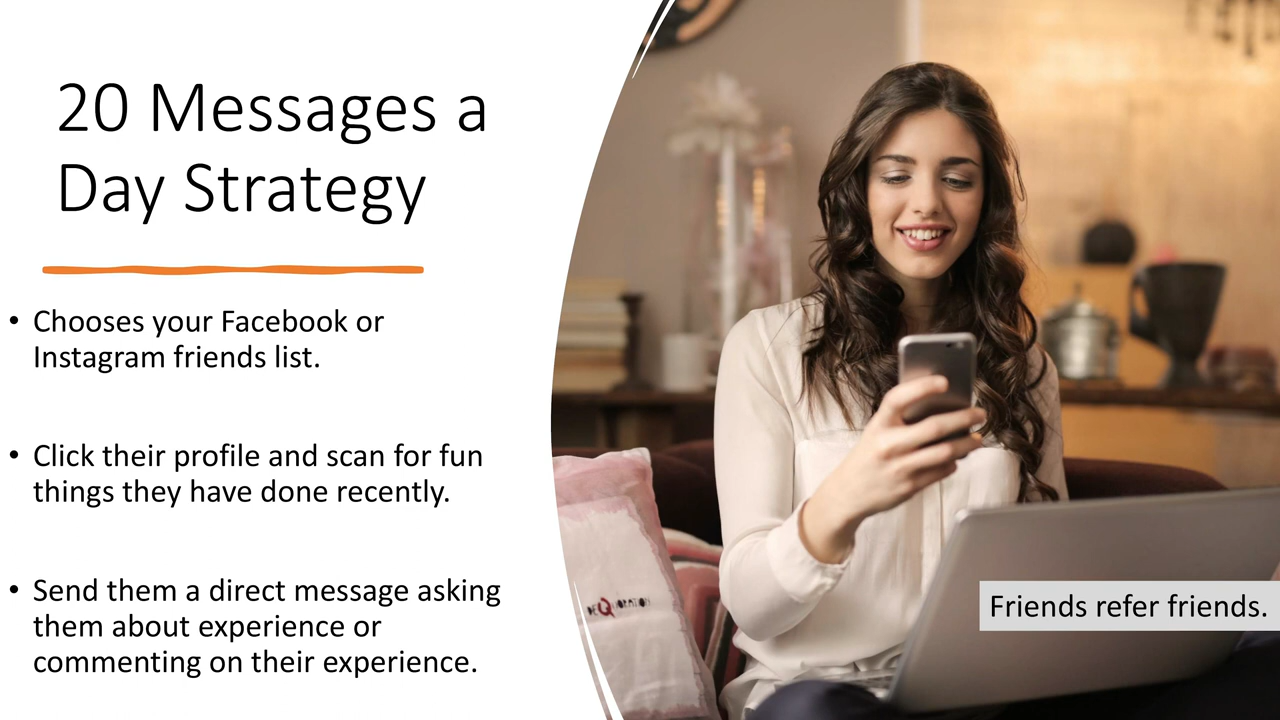 20 Messages a
Day Strategy
• Chooses your Facebook or
Instagram friends list.
• Click their profile and scan for fun
things they have done recently.
• Send them a direct message asking
them about experience or
commenting on their experience.
Friends refer friends.